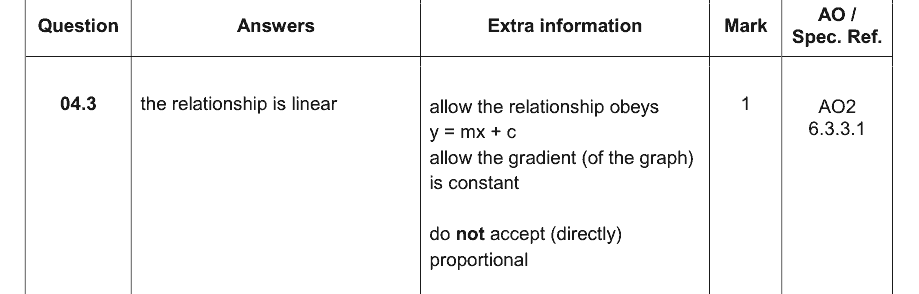 Question Answers Extra information Mark AO /
Spec. Ref.
04.3 the relationship is linear allow the relationship obeys 1 AO2
y = mx + c 6.3.3.1
allow the gradient (of the graph)
is constant
do not accept (directly)
proportional